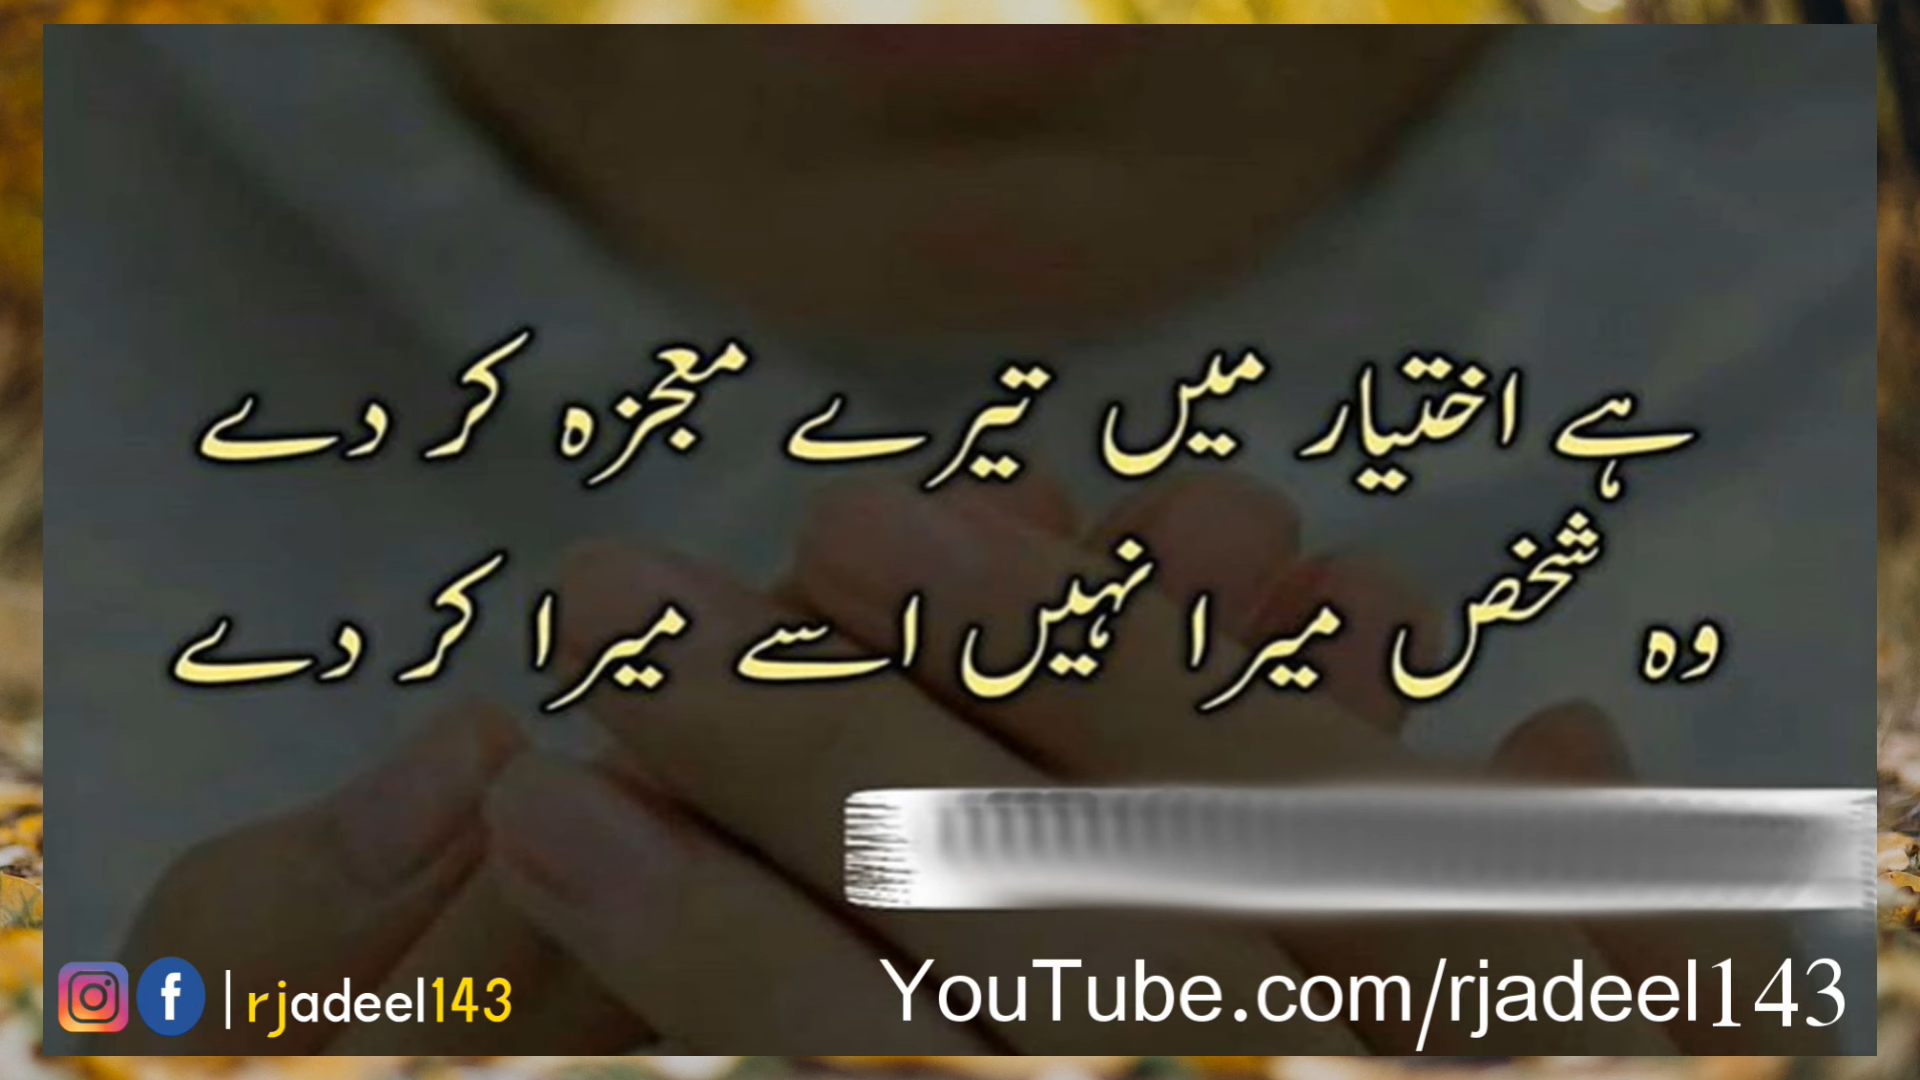 ہے اختیار میں تیرے معجزہ کر دے
وہ شخص میرا نہیں اسے میرا کر دے
rjadeel143
YouTube.com/rjadeel143